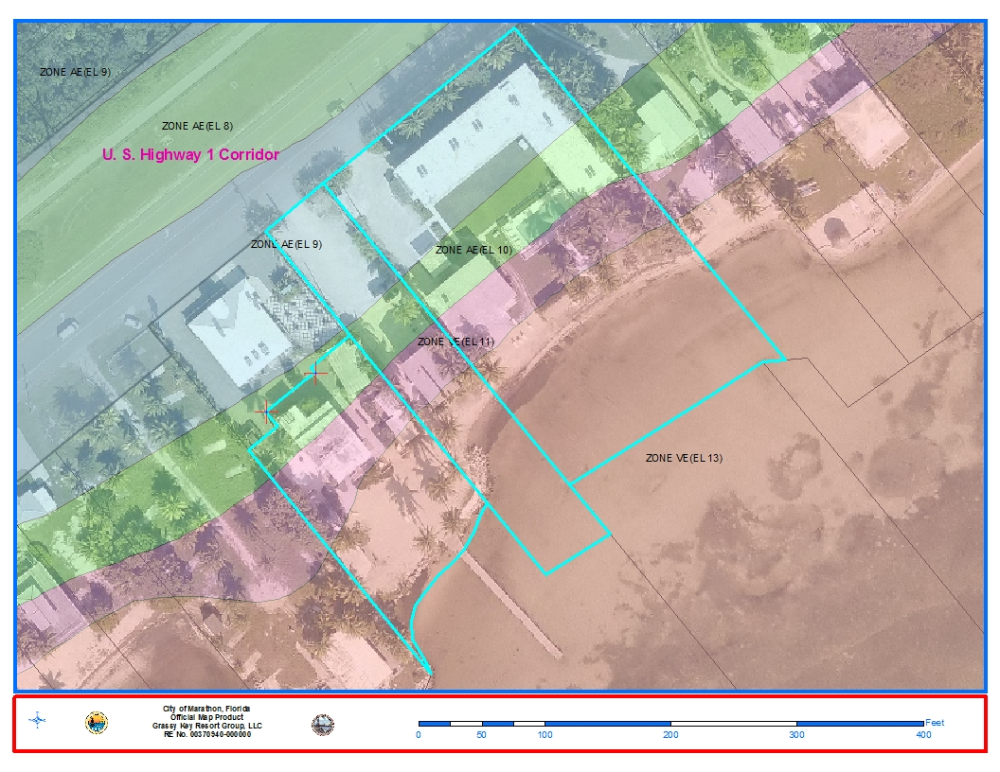 ZONE AE(EL 9)
ZONE AE(EL 8)
U. S. Highway 1 Corridor
ZONE AE(EL 9)
ZONE AE(EL 10)
ZONE VE(EL 11)
ZONE VE(EL 13)
City of Marathon, Florida
Official Map Product
Grassy Key Resort Group, LLC
RE No. 00370940-000000
Feet
0 50 100 200 300 400